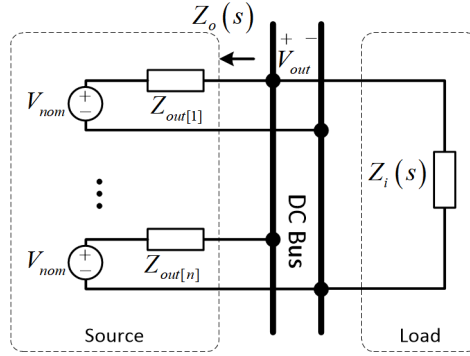 Z_o(s)
+ −
V_out
Z_out[1]
V_nom
+
−
Z_i(s)
DC Bus
V_nom
+
−
Z_out[n]
Source
Load